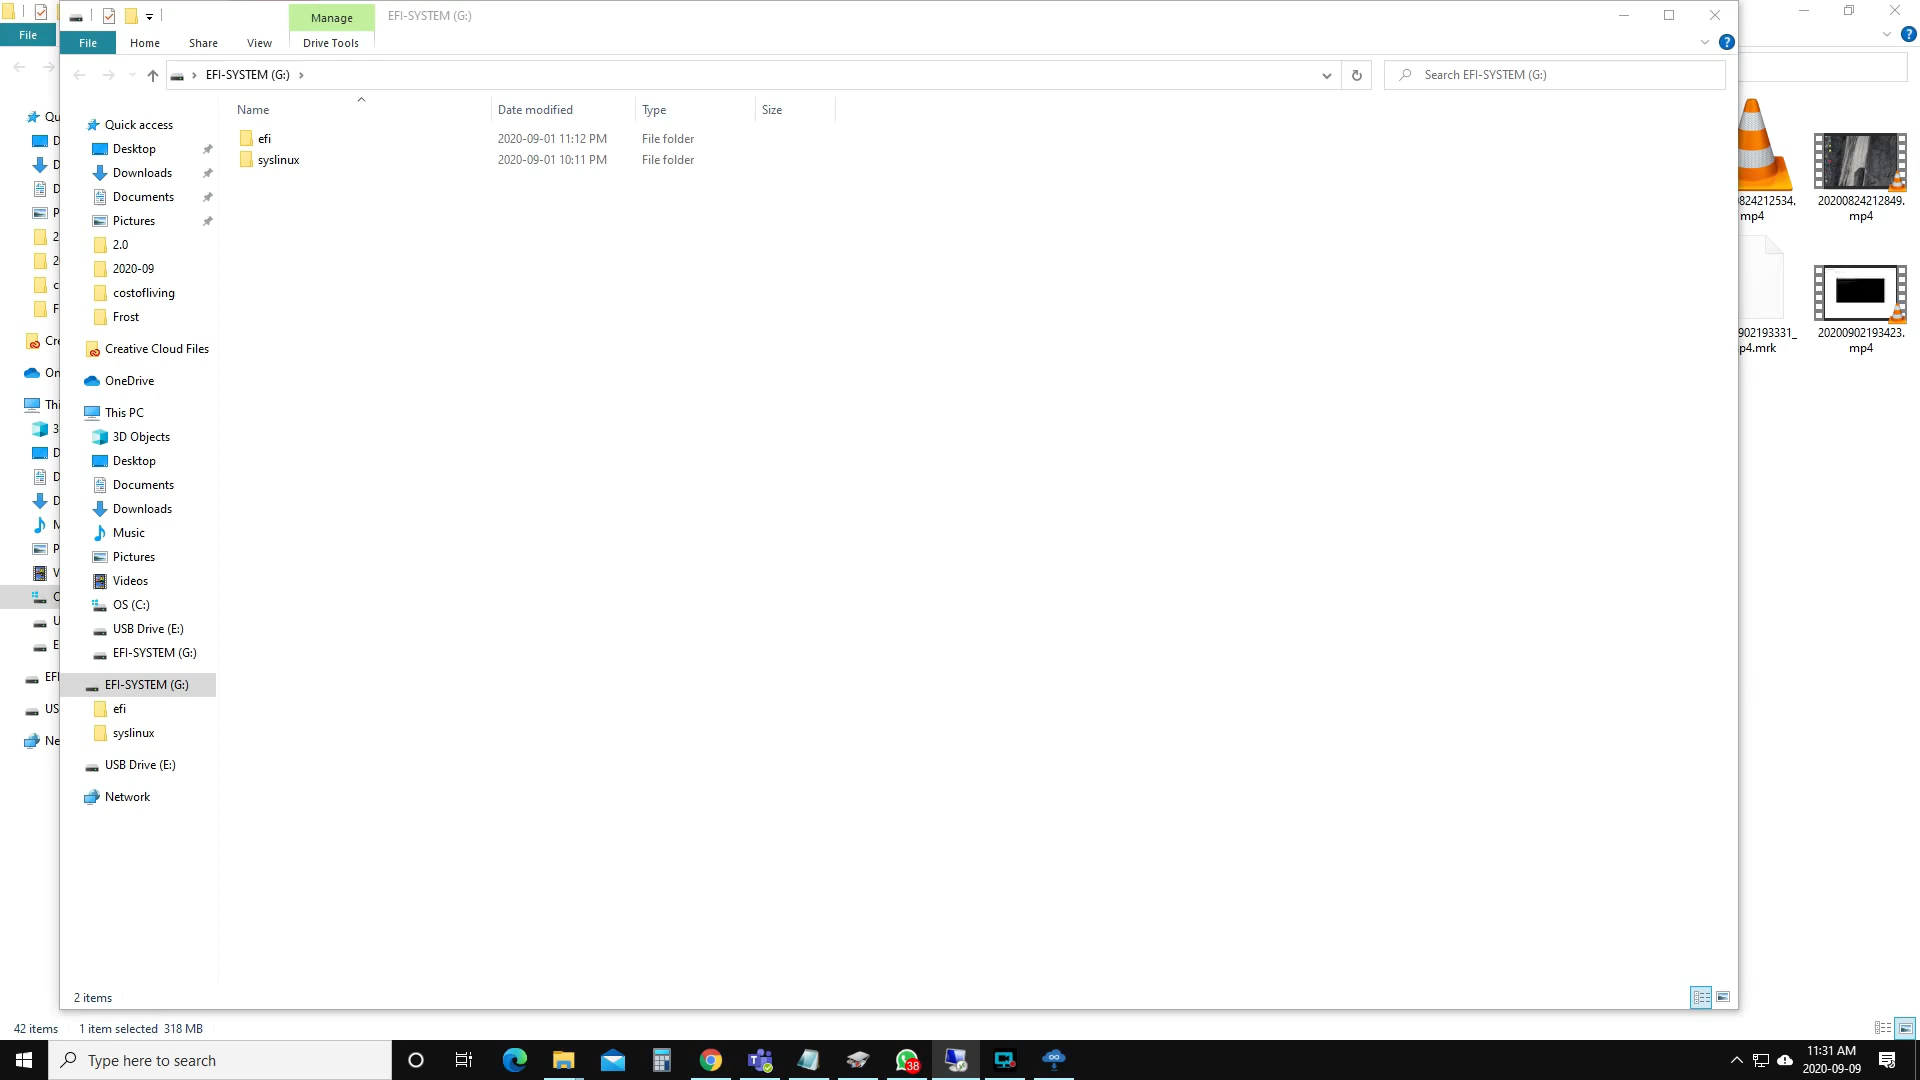 Manage
EFI-SYSTEM (G:)
File
File
Home
Share
View
Drive Tools
EFI-SYSTEM (G:)
Search EFI-SYSTEM (G:)
Name
Date modified
Type
Size
efi
2020-09-01 11:12 PM
File folder
syslinux
2020-09-01 10:11 PM
File folder
Quick access
Desktop
Downloads
Documents
Pictures
2.0
2020-09
costofliving
Frost
Creative Cloud Files
OneDrive
This PC
3D Objects
Desktop
Documents
Downloads
Music
Pictures
Videos
OS (C:)
USB Drive (E:)
EFI-SYSTEM (G:)
EFI-SYSTEM (G:)
efi
syslinux
USB Drive (E:)
Network
2 items
824212534.
mp4
20200824212849.
mp4
902193331_
p4.mrk
20200902193423.
mp4
42 items
1 item selected 318 MB
Type here to search
38
11:31 AM
2020-09-09